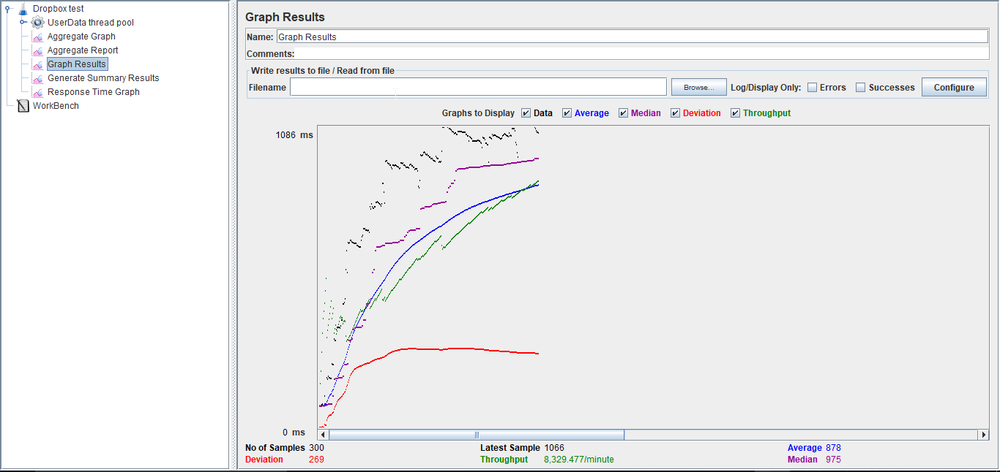 Dropbox test
UserData thread pool
Aggregate Graph
Aggregate Report
Graph Results
Generate Summary Results
Response Time Graph
WorkBench
Graph Results
Name: Graph Results
Comments:
Write results to file / Read from file
Filename Browse... Log/Display Only: Errors Successes Configure
Graphs to Display Data Average Median Deviation Throughput
1086 ms
0 ms
No of Samples 300 Latest Sample 1066 Average 878
Deviation 269 Throughput 8,329.477/minute Median 975